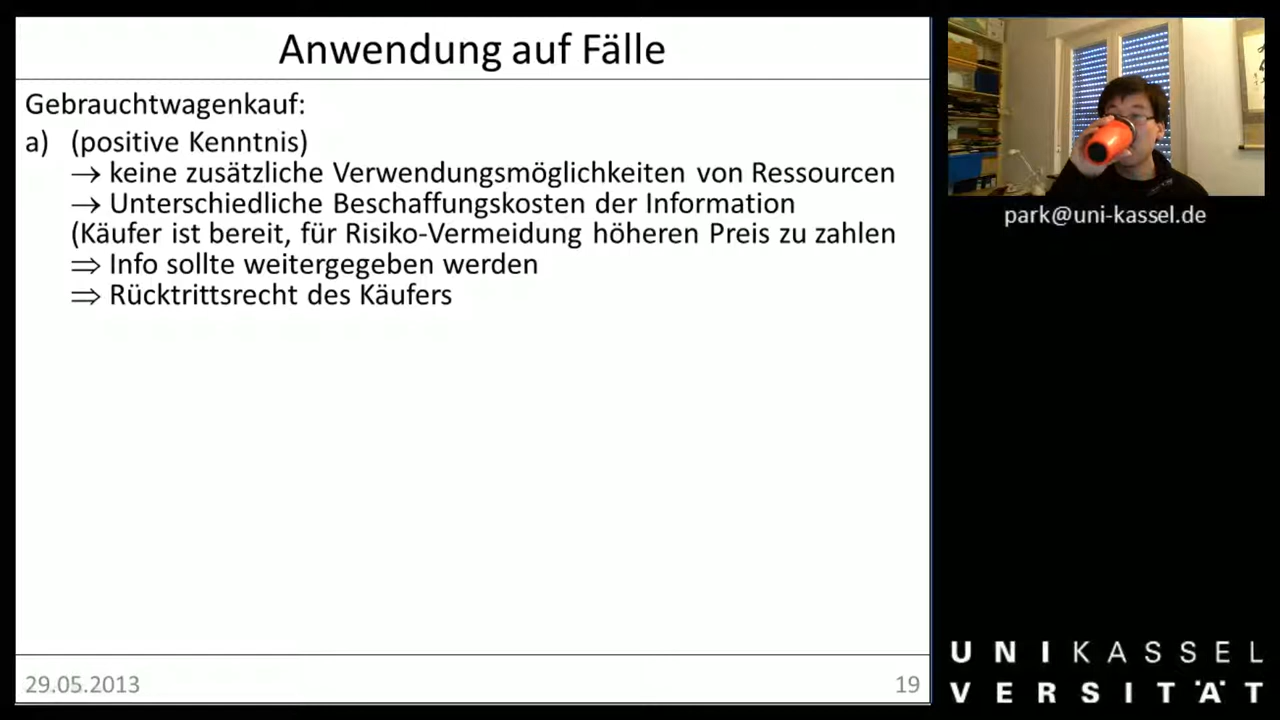 Anwendung auf Fälle
Gebrauchtwagenkauf:
a) (positive Kenntnis)
→ keine zusätzliche Verwendungsmöglichkeiten von Ressourcen
→ Unterschiedliche Beschaffungskosten der Information
(Käufer ist bereit, für Risiko-Vermeidung höheren Preis zu zahlen
⇒ Info sollte weitergegeben werden
⇒ Rücktrittsrecht des Käufers
29.05.2013
19
park@uni-kassel.de
UNIKASSEL
VERSITÄT